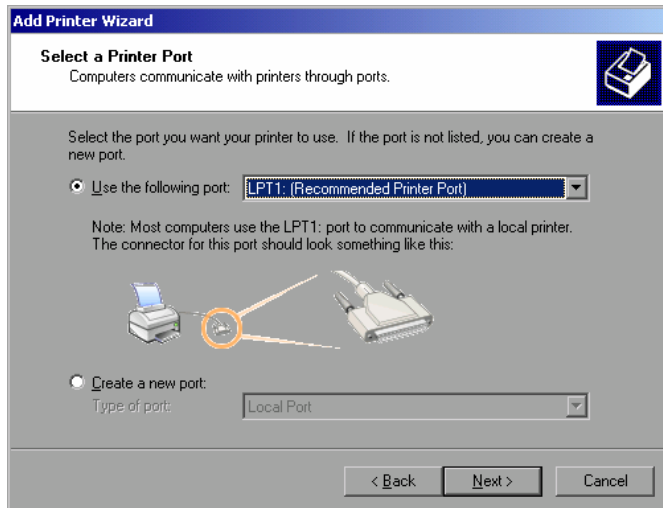 Add Printer Wizard
Select a Printer Port
Computers communicate with printers through ports.
Select the port you want your printer to use. If the port is not listed, you can create a
new port.
Use the following port: LPT1: (Recommended Printer Port)
Note: Most computers use the LPT1: port to communicate with a local printer.
The connector for this port should look something like this:
Create a new port:
Type of port: Local Port
< Back Next > Cancel